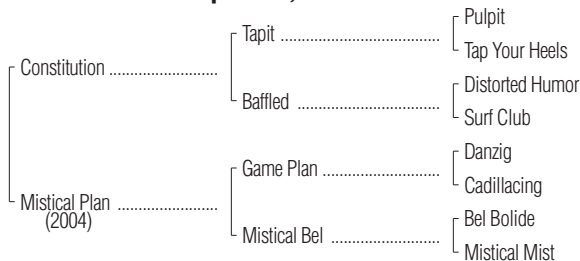 Pulpit
Tapit
Tap Your Heels
Constitution
Distorted Humor
Baffled
Surf Club
Danzig
Game Plan
Cadillacing
Mistical Plan
(2004)
Bel Bolide
Mistical Bel
Mistical Mist